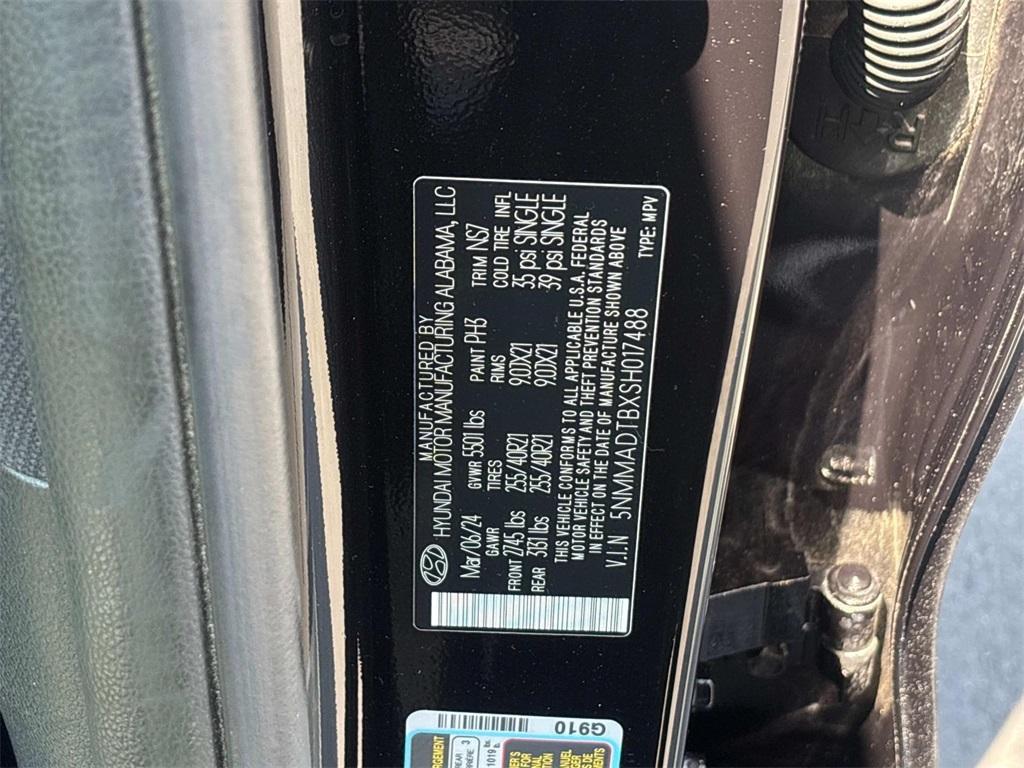 MANUFACTURED BY
HYUNDAI MOTOR MANUFACTURING ALABAMA, LLC
Mar/06/24 GVWR 5501 lbs PAINT PH3 TRIM NS7
GAWR TIRES RIMS COLD TIRE INFL
FRONT 2745 lbs 255/40R21 9.0JX21 35 psi SINGLE
REAR 3131 lbs 255/40R21 9.0JX21 39 psi SINGLE
THIS VEHICLE CONFORMS TO ALL APPLICABLE U.S.A. FEDERAL
MOTOR VEHICLE SAFETY AND THEFT PREVENTION STANDARDS
IN EFFECT ON THE DATE OF MANUFACTURE SHOWN ABOVE
V.I.N 5NMMADTBXSH017488 TYPE: MPV
G910
REAR 3